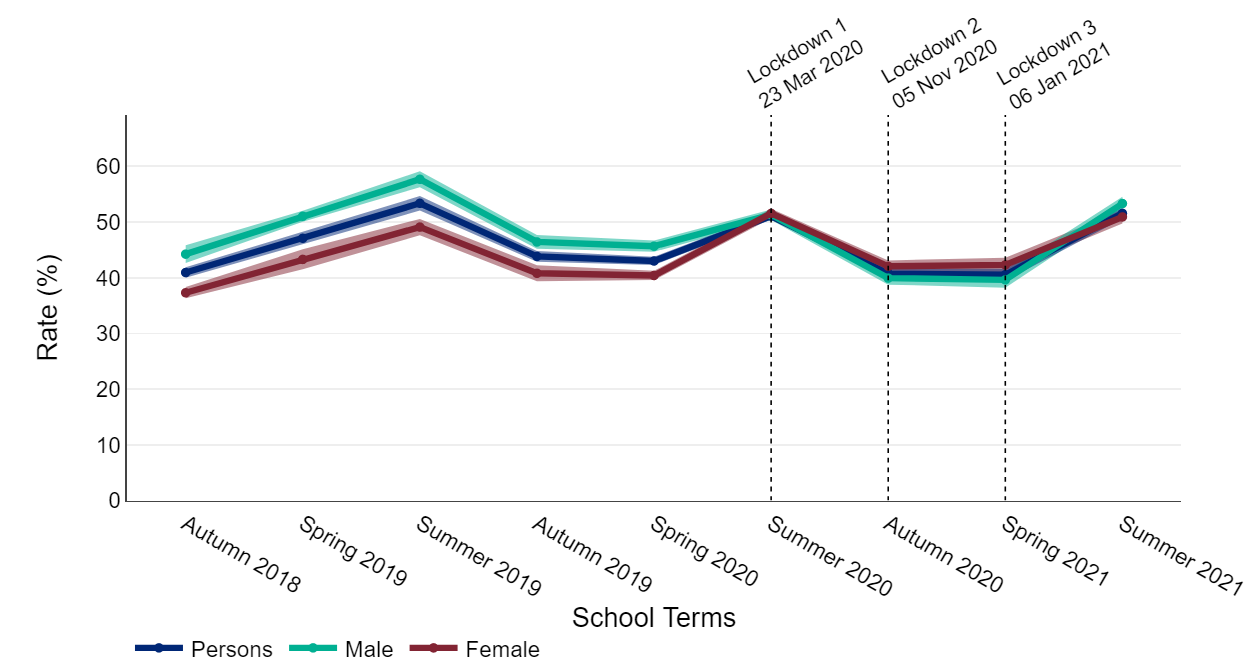 Lockdown 1
23 Mar 2020
Lockdown 2
05 Nov 2020
Lockdown 3
06 Jan 2021
60
50
40
30
20
10
0
Rate (%)
Autumn 2018
Spring 2019
Summer 2019
Autumn 2019
Spring 2020
Summer 2020
Autumn 2020
Spring 2021
Summer 2021
School Terms
Persons
Male
Female